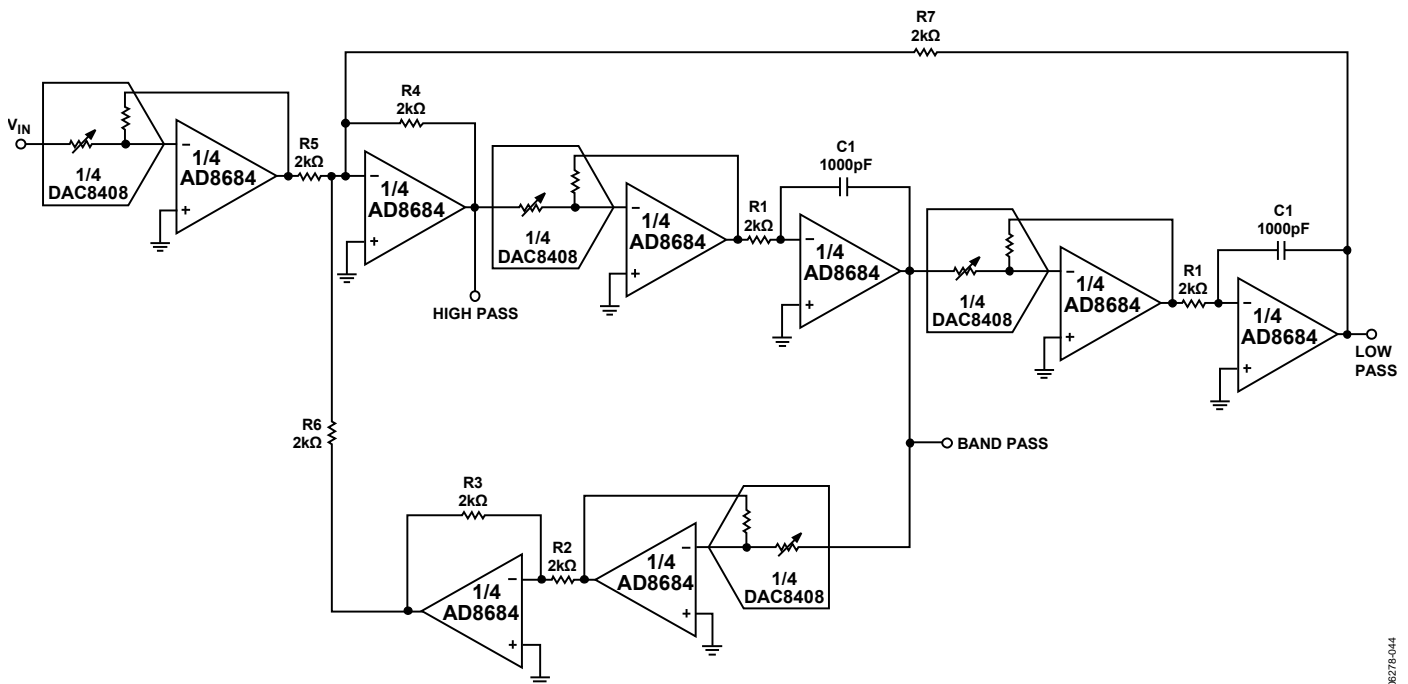 R7
2kΩ
R4
2kΩ
V_IN
R5
2kΩ
1/4
AD8684
1/4
DAC8408
1/4
AD8684
HIGH PASS
1/4
DAC8408
1/4
AD8684
R1
2kΩ
C1
1000pF
1/4
AD8684
1/4
DAC8408
1/4
AD8684
R1
2kΩ
C1
1000pF
1/4
AD8684
LOW
PASS
R6
2kΩ
BAND PASS
R3
2kΩ
1/4
AD8684
R2
2kΩ
1/4
AD8684
1/4
DAC8408